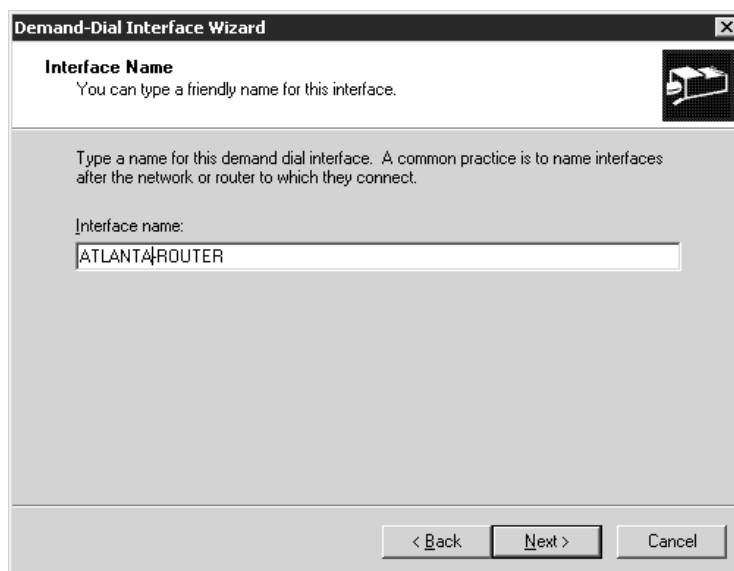 Demand-Dial Interface Wizard
Interface Name
You can type a friendly name for this interface.
Type a name for this demand dial interface. A common practice is to name interfaces
after the network or router to which they connect.
Interface name:
ATLANTA-ROUTER
< Back
Next >
Cancel